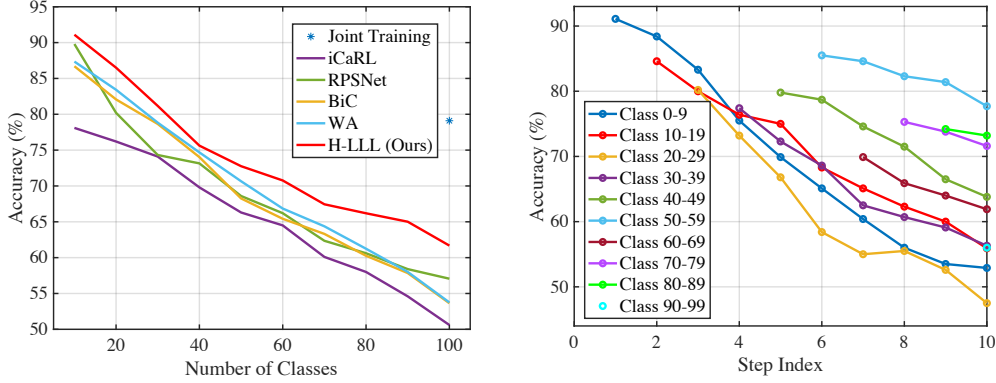 95
90
85
80
75
70
65
60
55
50
Accuracy (%)
20
40
60
80
100
Number of Classes
Joint Training
iCaRL
RPSNet
BiC
WA
H-LLL (Ours)
90
80
70
60
50
Accuracy (%)
0
2
4
6
8
10
Step Index
Class 0-9
Class 10-19
Class 20-29
Class 30-39
Class 40-49
Class 50-59
Class 60-69
Class 70-79
Class 80-89
Class 90-99